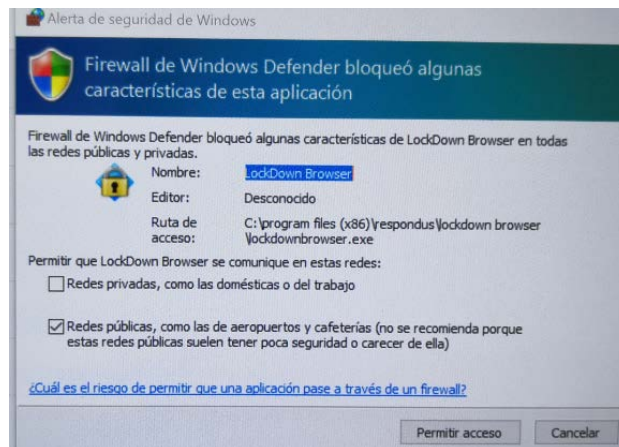 Alerta de seguridad de Windows
Firewall de Windows Defender bloqueó algunas
características de esta aplicación
Firewall de Windows Defender bloqueó algunas características de LockDown Browser en todas
las redes públicas y privadas.
Nombre: LockDown Browser
Editor: Desconocido
Ruta de C:\program files (x86)\respondus\lockdown browser
acceso: \lockdownbrowser.exe
Permitir que LockDown Browser se comunique en estas redes:
Redes privadas, como las domésticas o del trabajo
Redes públicas, como las de aeropuertos y cafeterías (no se recomienda porque
estas redes públicas suelen tener poca seguridad o carecer de ella)
¿Cuál es el riesgo de permitir que una aplicación pase a través de un firewall?
Permitir acceso Cancelar